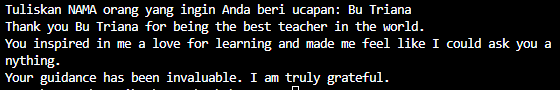 Tuliskan NAMA orang yang ingin Anda beri ucapan: Bu Triana
Thank you Bu Triana for being the best teacher in the world.
You inspired in me a love for learning and made me feel like I could ask you a
nything.
Your guidance has been invaluable. I am truly grateful.